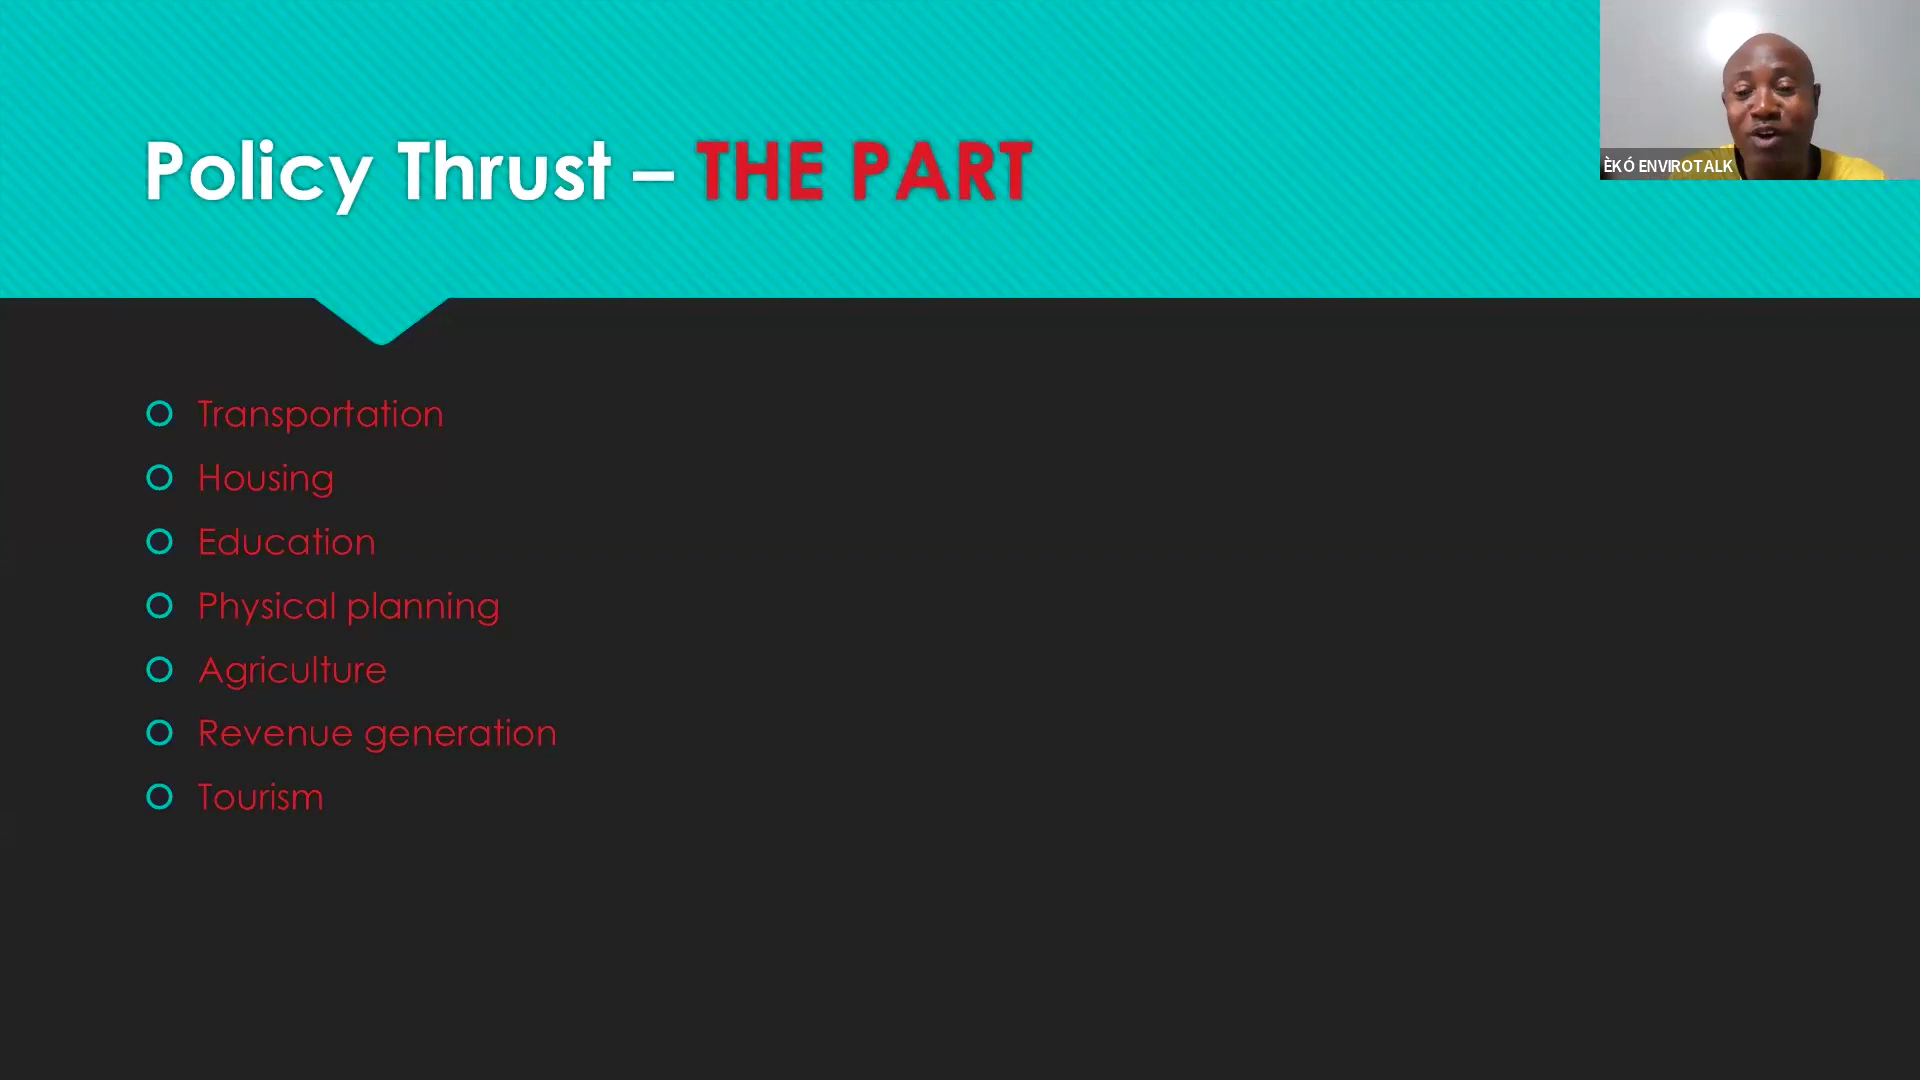 Policy Thrust – THE PART
ÈKÓ ENVIROTALK
Transportation
Housing
Education
Physical planning
Agriculture
Revenue generation
Tourism